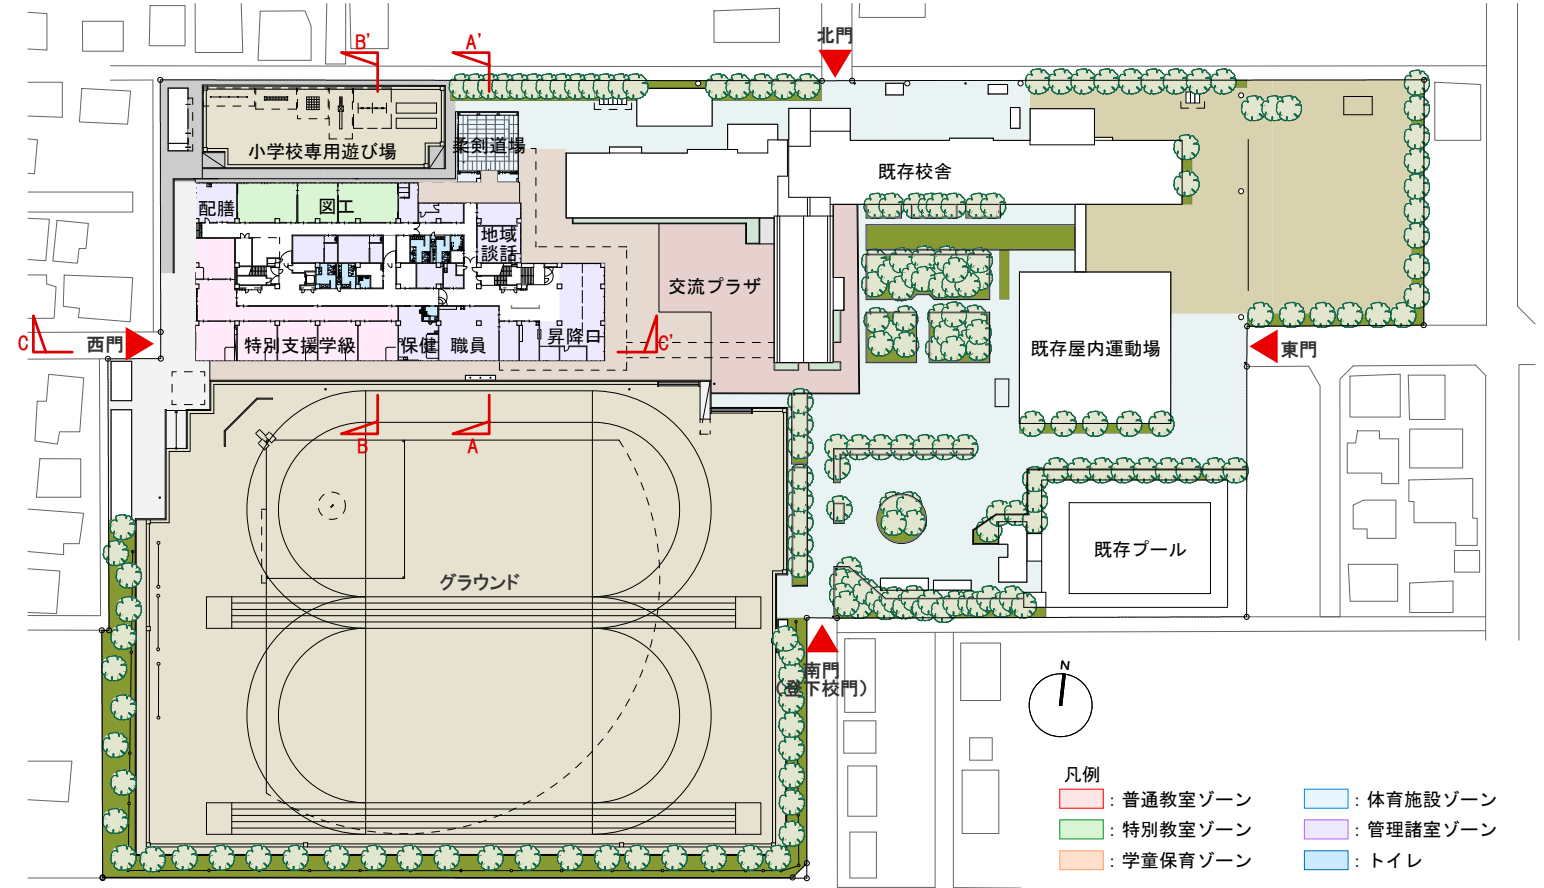 北門
B'
A'
小学校専用遊び場
柔剣道場
既存校舎
配膳
図工
地域
談話
交流プラザ
C
西門
特別支援学級
保健
職員
昇降口
C'
既存屋内運動場
東門
B
A
グラウンド
既存プール
南門
（登下校門）
N
凡例
：普通教室ゾーン
：体育施設ゾーン
：特別教室ゾーン
：管理諸室ゾーン
：学童保育ゾーン
：トイレ